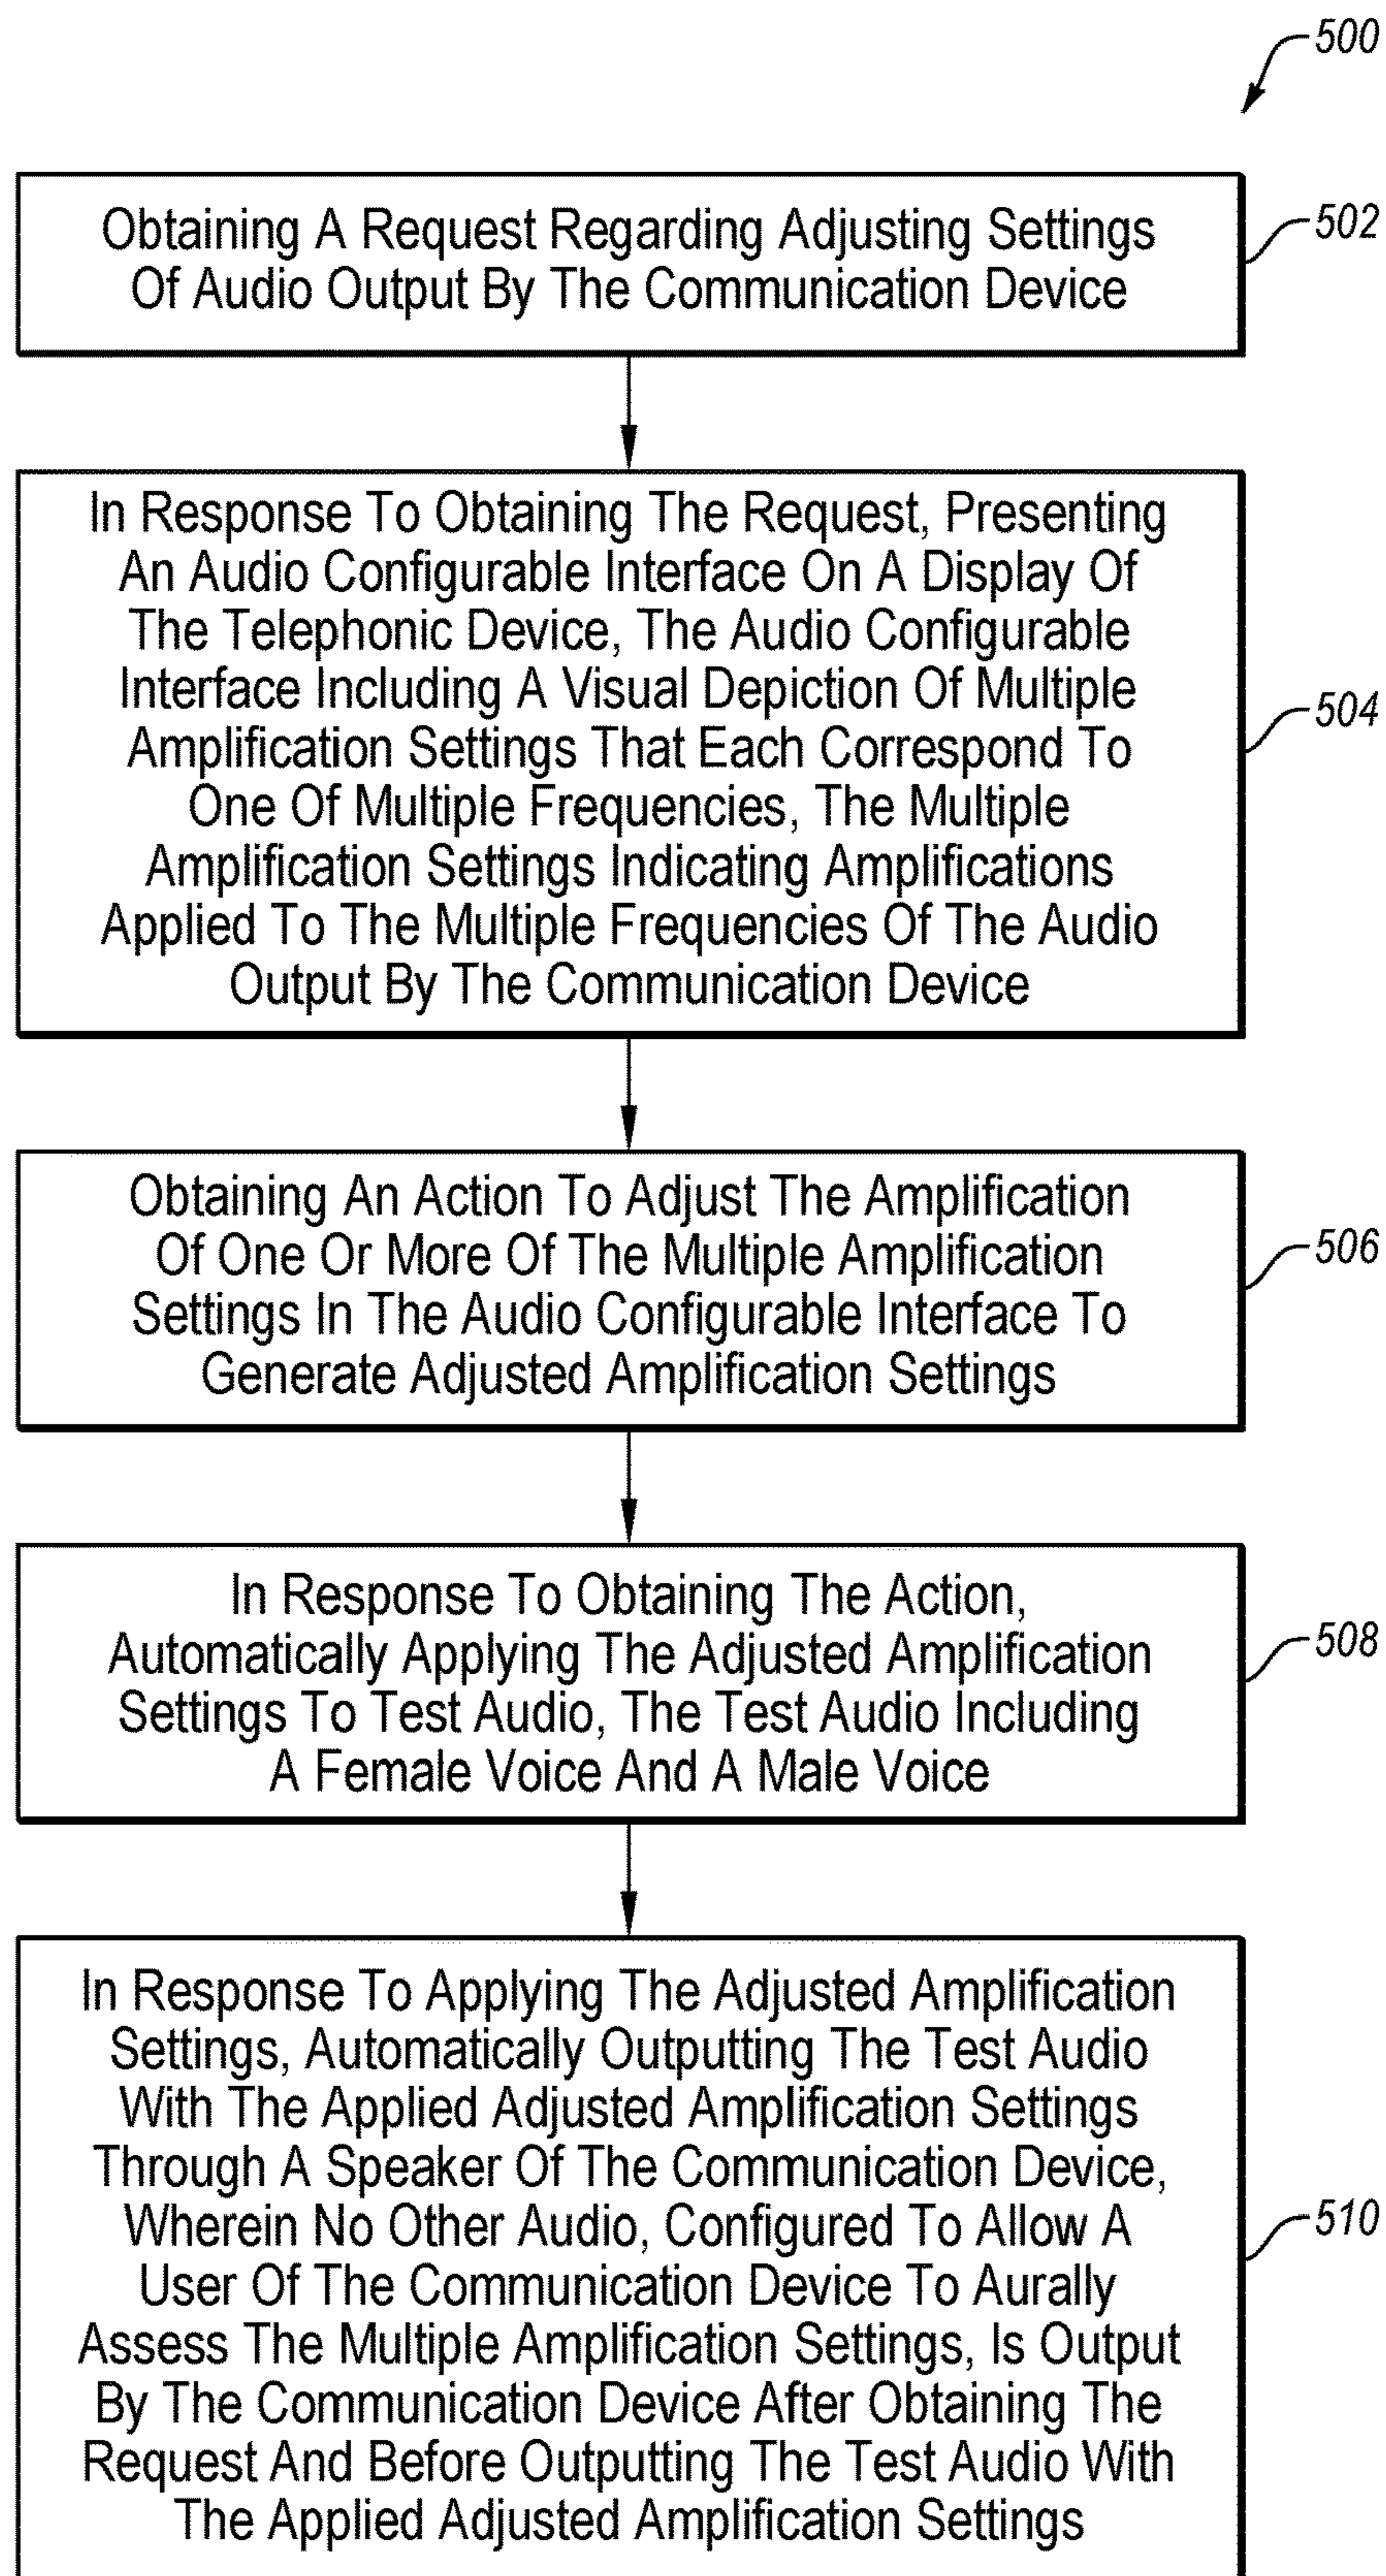 500
Obtaining A Request Regarding Adjusting Settings
Of Audio Output By The Communication Device
502
In Response To Obtaining The Request, Presenting
An Audio Configurable Interface On A Display Of
The Telephonic Device, The Audio Configurable
Interface Including A Visual Depiction Of Multiple
Amplification Settings That Each Correspond To
One Of Multiple Frequencies, The Multiple
Amplification Settings Indicating Amplifications
Applied To The Multiple Frequencies Of The Audio
Output By The Communication Device
504
Obtaining An Action To Adjust The Amplification
Of One Or More Of The Multiple Amplification
Settings In The Audio Configurable Interface To
Generate Adjusted Amplification Settings
506
In Response To Obtaining The Action,
Automatically Applying The Adjusted Amplification
Settings To Test Audio, The Test Audio Including
A Female Voice And A Male Voice
508
In Response To Applying The Adjusted Amplification
Settings, Automatically Outputting The Test Audio
With The Applied Adjusted Amplification Settings
Through A Speaker Of The Communication Device,
Wherein No Other Audio, Configured To Allow A
User Of The Communication Device To Aurally
Assess The Multiple Amplification Settings, Is Output
By The Communication Device After Obtaining The
Request And Before Outputting The Test Audio With
The Applied Adjusted Amplification Settings
510